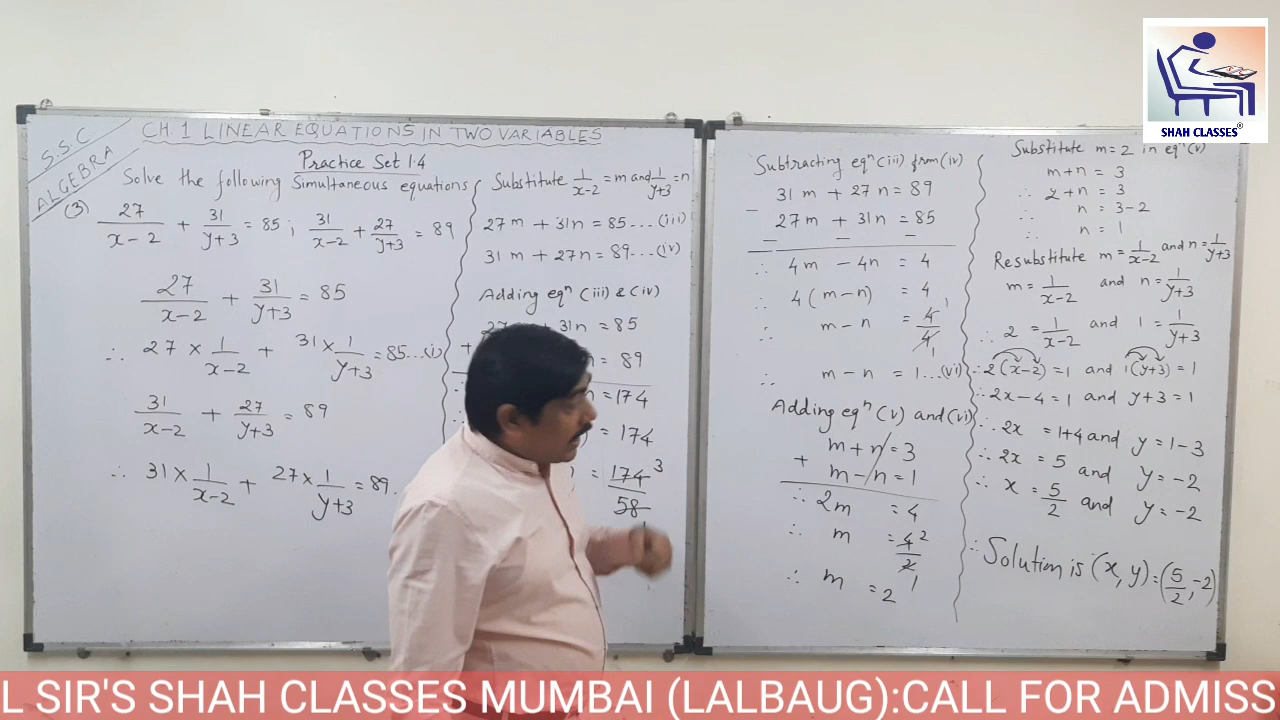 S.S.C
ALGEBRA
CH.1 LINEAR EQUATIONS IN TWO VARIABLES
Practice Set 1.4
Solve the following Simultaneous equations
(3) 27/(x-2) + 31/(y+3) = 85; 31/(x-2) + 27/(y+3) = 89
27/(x-2) + 31/(y+3) = 85
∴ 27 × 1/(x-2) + 31 × 1/(y+3) = 85...(i)
31/(x-2) + 27/(y+3) = 89
∴ 31 × 1/(x-2) + 27 × 1/(y+3) = 89.
Substitute 1/(x-2) = m and 1/(y+3) = n
27m + 31n = 85...(iii)
31m + 27n = 89...(iv)
Adding eqⁿ (iii) & (iv)
31n = 85
= 89
= 174
= 174
= 174/58 3
Subtracting eqⁿ (iii) from (iv)
31m + 27n = 89
- 27m + 31n = 85
- - -
∴ 4m - 4n = 4
∴ 4(m-n) = 4
∴ m-n = 4/4 1 1
∴ m-n = 1...(vi)
Adding eqⁿ (v) and (vi)
m+n = 3
+ m-n = 1
∴ 2m = 4
∴ m = 4/2 2 1
∴ m = 2
Substitute m=2 in eqⁿ(v)
m+n = 3
∴ 2+n = 3
∴ n = 3-2
∴ n = 1
Resubstitute m = 1/(x-2) and n = 1/(y+3)
m = 1/(x-2) and n = 1/(y+3)
∴ 2 = 1/(x-2) and 1 = 1/(y+3)
∴ 2(x-2) = 1 and 1(y+3) = 1
∴ 2x-4 = 1 and y+3 = 1
∴ 2x = 1+4 and y = 1-3
∴ 2x = 5 and y = -2
∴ x = 5/2 and y = -2
∴ Solution is (x, y) = (5/2, -2)
SHAH CLASSES®
L SIR'S SHAH CLASSES MUMBAI (LALBAUG):CALL FOR ADMISS